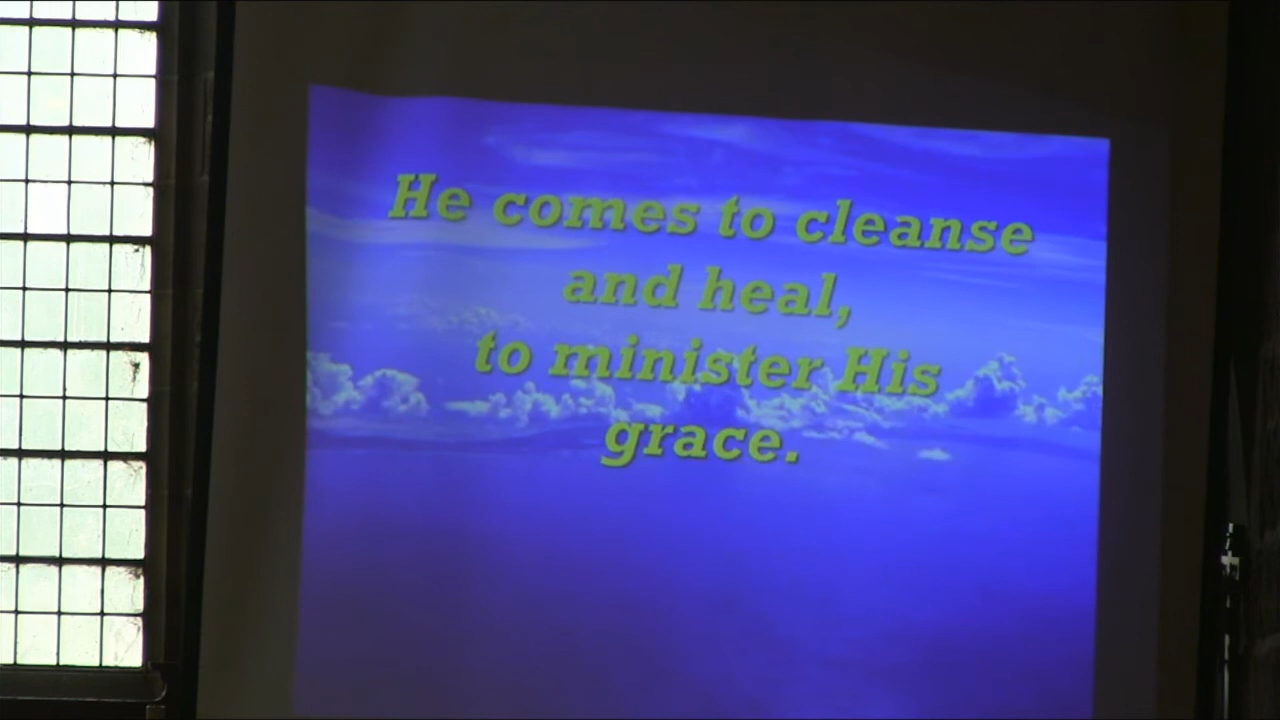 He comes to cleanse
and heal,
to minister His
grace.